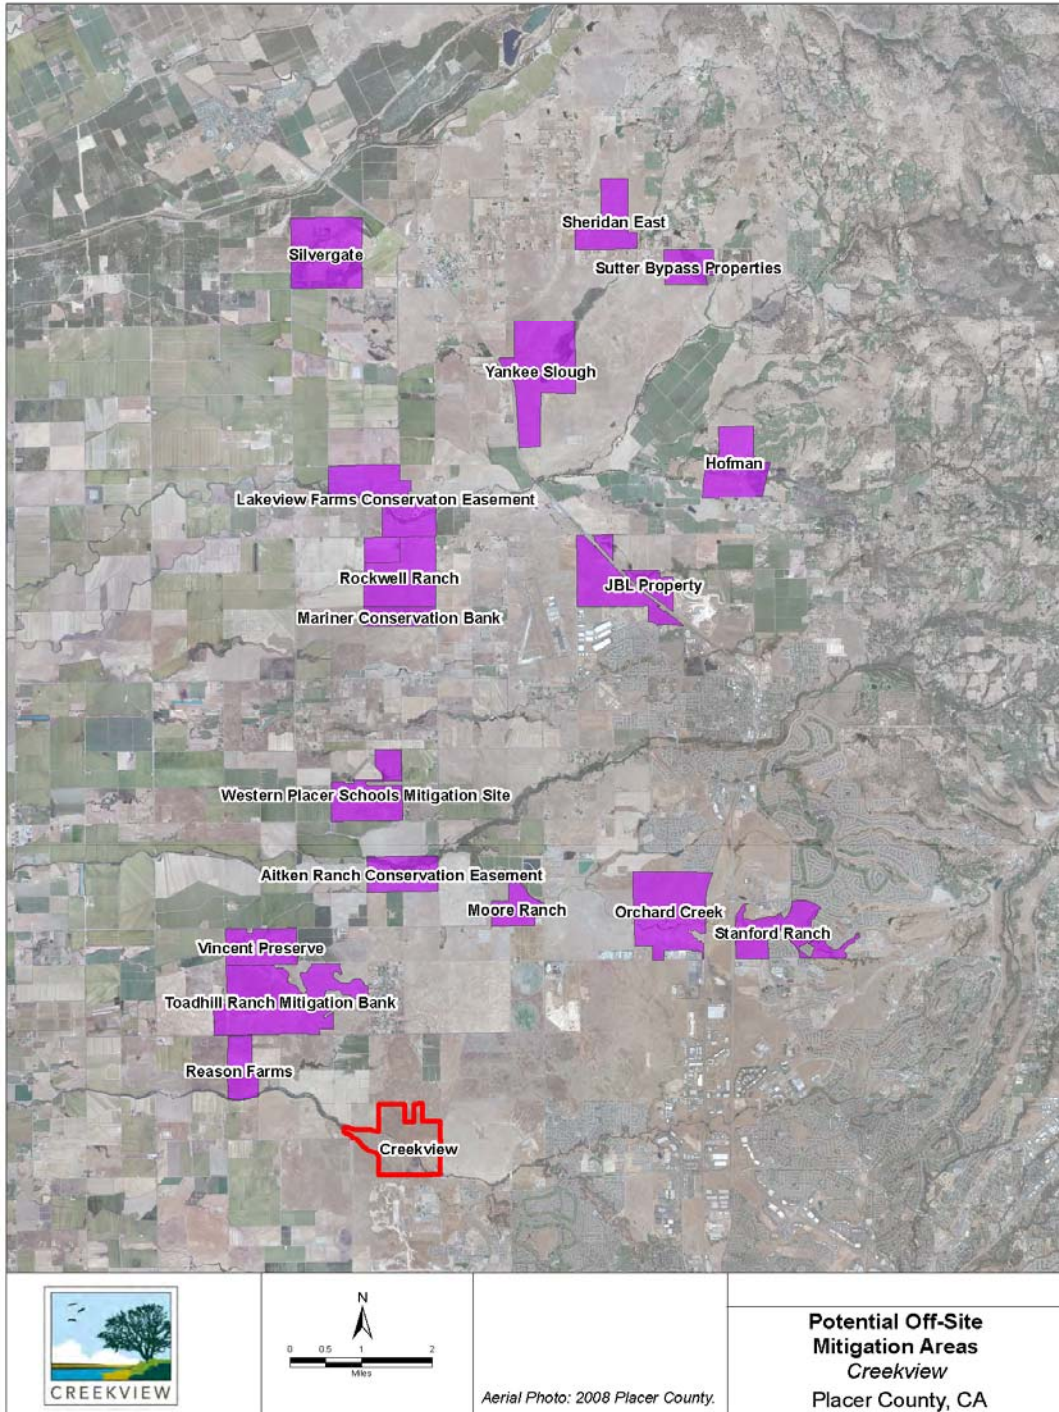 Sheridan East
Silvergate
Sutter Bypass Properties
Yankee Slough
Hofman
Lakeview Farms Conservaton Easement
Rockwell Ranch
JBL Property
Mariner Conservation Bank
Western Placer Schools Mitigation Site
Aitken Ranch Conservation Easement
Moore Ranch
Orchard Creek
Stanford Ranch
Vincent Preserve
Toadhill Ranch Mitigation Bank
Reason Farms
Creekview
CREEKVIEW
N
0 0.5 1 2
Miles
Aerial Photo: 2008 Placer County.
Potential Off-Site
Mitigation Areas
Creekview
Placer County, CA